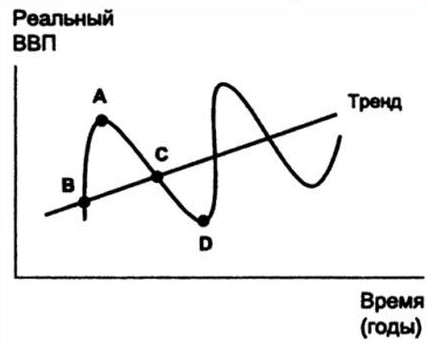 Реальный
ВВП
A
Тренд
C
B
D
Время
(годы)